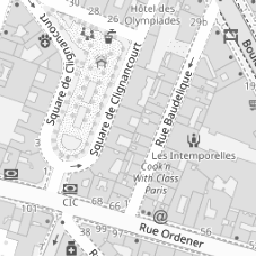 Hôtel des
Olympiades
29b
Boul
Square de Clignancourt
Square de Clignancourt
Rue Baudelique
Les Intemporelles
Cook'n
With Class
Paris
CIC
101
68
66
Rue Ordener